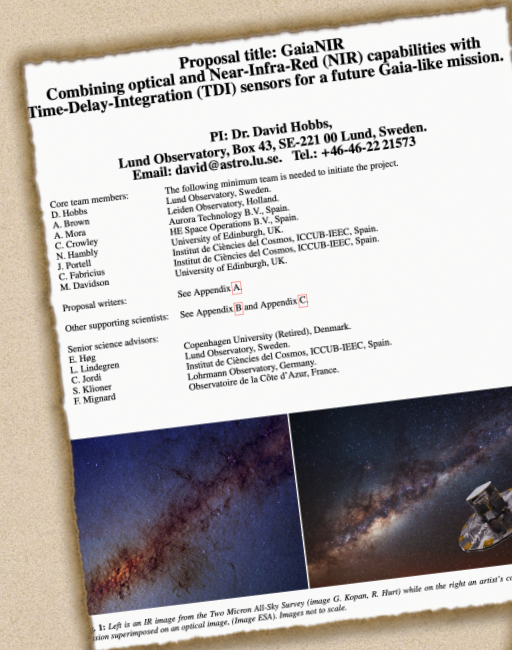 Proposal title: GaiaNIR
Combining optical and Near-Infra-Red (NIR) capabilities with
Time-Delay-Integration (TDI) sensors for a future Gaia-like mission.
PI: Dr. David Hobbs,
Lund Observatory, Box 43, SE-221 00 Lund, Sweden.
Email: david@astro.lu.se. Tel.: +46-46-22 21573
Core team members: The following minimum team is needed to initiate the project.
D. Hobbs Lund Observatory, Sweden.
A. Brown Leiden Observatory, Holland.
A. Mora Aurora Technology B.V., Spain.
C. Crowley HE Space Operations B.V., Spain.
N. Hambly University of Edinburgh, UK.
J. Portell Institut de Ciències del Cosmos, ICCUB-IEEC, Spain.
C. Fabricius Institut de Ciències del Cosmos, ICCUB-IEEC, Spain.
M. Davidson University of Edinburgh, UK.
Proposal writers: See Appendix A.
Other supporting scientists: See Appendix B and Appendix C.
Senior science advisors:
E. Høg Copenhagen University (Retired), Denmark.
L. Lindegren Lund Observatory, Sweden.
C. Jordi Institut de Ciències del Cosmos, ICCUB-IEEC, Spain.
S. Klioner Lohrmann Observatory, Germany.
F. Mignard Observatoire de la Côte d'Azur, France.
1: Left is an IR image from the Two Micron All-Sky Survey (image G. Kopan, R. Hurt) while on the right an artist's
sion superimposed on an optical image, (Image ESA). Images not to scale.